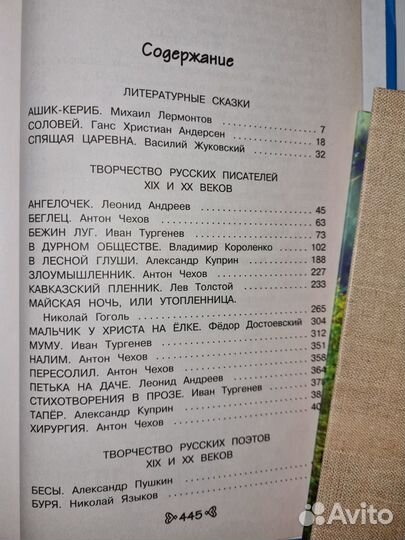 Содержание
ЛИТЕРАТУРНЫЕ СКАЗКИ
АШИК-КЕРИБ. Михаил Лермонтов 7
СОЛОВЕЙ. Ганс Христиан Андерсен 18
СПЯЩАЯ ЦАРЕВНА. Василий Жуковский 32
ТВОРЧЕСТВО РУССКИХ ПИСАТЕЛЕЙ
XIX И XX ВЕКОВ
АНГЕЛОЧЕК. Леонид Андреев 45
БЕГЛЕЦ. Антон Чехов 63
БЕЖИН ЛУГ. Иван Тургенев 73
В ДУРНОМ ОБЩЕСТВЕ. Владимир Короленко 102
В ЛЕСНОЙ ГЛУШИ. Александр Куприн 188
ЗЛОУМЫШЛЕННИК. Антон Чехов 227
КАВКАЗСКИЙ ПЛЕННИК. Лев Толстой 233
МАЙСКАЯ НОЧЬ, ИЛИ УТОПЛЕННИЦА.
Николай Гоголь 265
МАЛЬЧИК У ХРИСТА НА ЁЛКЕ. Фёдор Достоевский 304
МУМУ. Иван Тургенев 312
НАЛИМ. Антон Чехов 351
ПЕРЕСОЛИЛ. Антон Чехов 358
ПЕТЬКА НА ДАЧЕ. Леонид Андреев 364
СТИХОТВОРЕНИЯ В ПРОЗЕ. Иван Тургенев
ТАПЁР. Александр Куприн
ХИРУРГИЯ. Антон Чехов
ТВОРЧЕСТВО РУССКИХ ПОЭТОВ
XIX И XX ВЕКОВ
БЕСЫ. Александр Пушкин
БУРЯ. Николай Языков
445
Avito